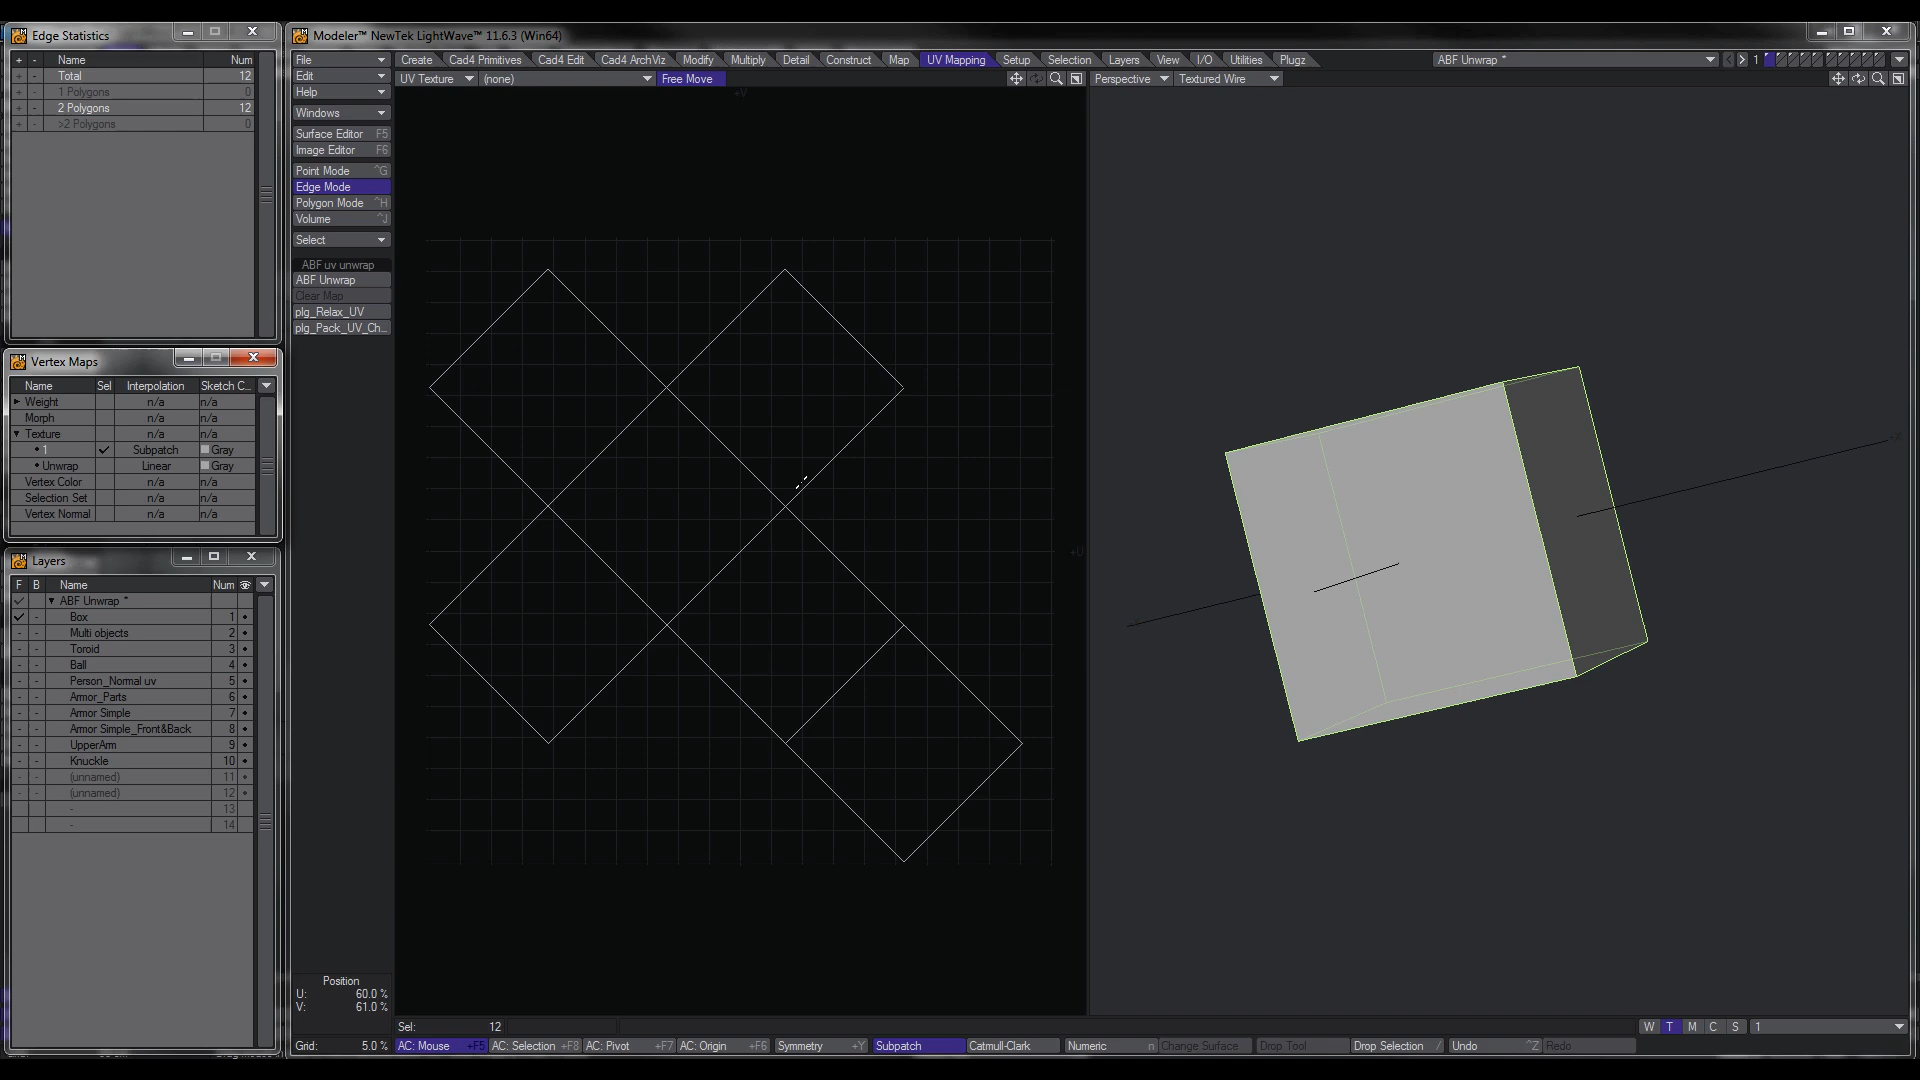 Edge Statistics
+ - Name Num
+ - Total 12
+ - 1 Polygons 0
+ - 2 Polygons 12
+ - >2 Polygons 0
Vertex Maps
Name Sel Interpolation Sketch C...
Weight n/a n/a
Morph n/a n/a
Texture n/a n/a
1 Subpatch Gray
Unwrap Linear Gray
Vertex Color n/a n/a
Selection Set n/a n/a
Vertex Normal n/a n/a
Layers
F B Name Num
ABF Unwrap *
Box 1
Multi objects 2
Toroid 3
Ball 4
Person_Normal uv 5
Armor_Parts 6
Armor Simple 7
Armor Simple_Front&Back 8
UpperArm 9
Knuckle 10
(unnamed) 11
(unnamed) 12
- 13
- 14
Modeler™ NewTek LightWave™ 11.6.3 (Win64)
File
Edit
Help
Windows
Surface Editor F5
Image Editor F6
Point Mode ^G
Edge Mode
Polygon Mode ^H
Volume ^J
Select
ABF uv unwrap
ABF Unwrap
Clear Map
plg_Relax_UV
plg_Pack_UV_Ch...
Create Cad4 Primitives Cad4 Edit Cad4 ArchViz Modify Multiply Detail Construct Map UV Mapping Setup Selection Layers View I/O Utilities Plugz
ABF Unwrap * 1
UV Texture (none) Free Move
Perspective Textured Wire
+V
+U
+X
Position
U: 60.0 %
V: 61.0 %
Grid: 5.0 %
Sel: 12
W T M C S 1
AC: Mouse +F5 AC: Selection +F8 AC: Pivot +F7 AC: Origin +F6 Symmetry +Y Subpatch Catmull-Clark Numeric n Change Surface Drop Tool Drop Selection / Undo ^Z Redo